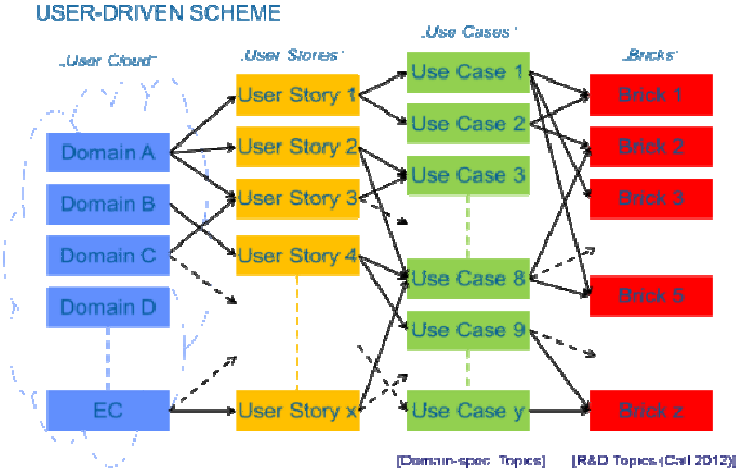 USER-DRIVEN SCHEME
„User Cloud“
„User Stories“
„Use Cases“
„Bricks“
Domain A
Domain B
Domain C
Domain D
EC
User Story 1
User Story 2
User Story 3
User Story 4
User Story x
Use Case 1
Use Case 2
Use Case 3
Use Case 8
Use Case 9
Use Case y
Brick 1
Brick 2
Brick 3
Brick 5
Brick z
[Domain-spec. Topics]
[R&D Topics (Call 2012)]